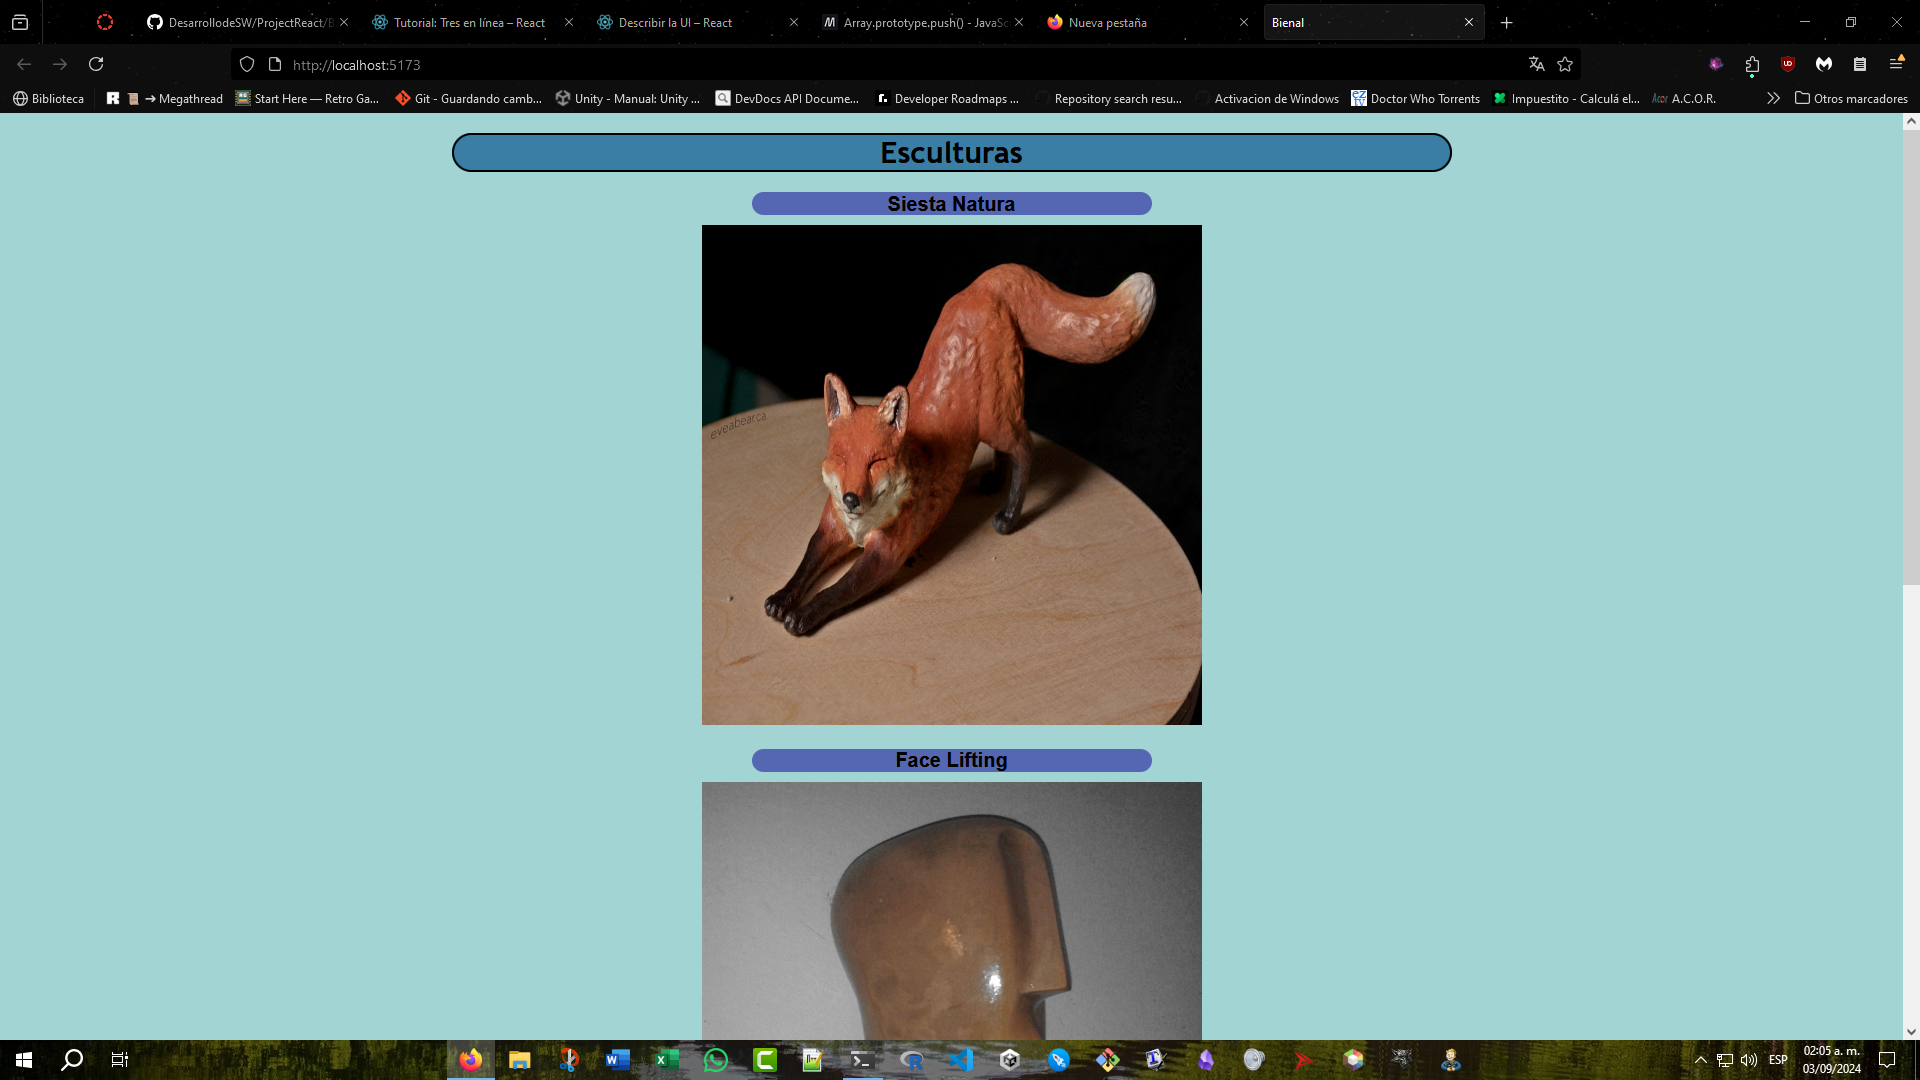 DesarrollodeSW/ProjectReact/B
Tutorial: Tres en línea – React
Describir la UI – React
Array.prototype.push() - JavaSc
Nueva pestaña
Bienal
http://localhost:5173
Biblioteca
➜ Megathread
Start Here — Retro Ga...
Git - Guardando camb...
Unity - Manual: Unity ...
DevDocs API Docume...
Developer Roadmaps ...
Repository search resu...
Activacion de Windows
Doctor Who Torrents
Impuestito - Calculá el...
A.C.O.R.
Otros marcadores
Esculturas
Siesta Natura
eveabearca
Face Lifting
ESP
02:05 a. m.
03/09/2024